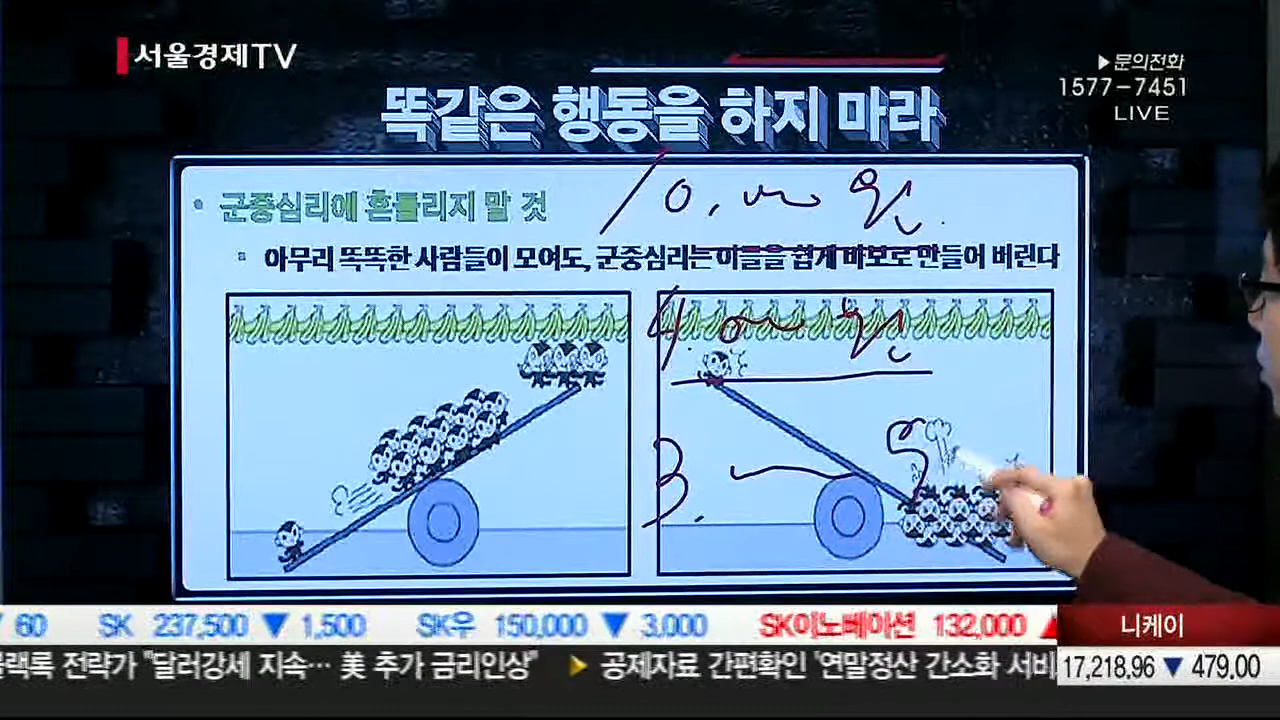 서울경제TV
▶문의전화
1577-7451
LIVE
똑같은 행동을 하지 마라
• 군중심리에 흔들리지 말 것
▫ 아무리 똑똑한 사람들이 모여도, 군중심리는 이들을 쉽게 바보로 만들어 버린다
10,
4.
3.
60 SK 237,500 ▼ 1,500 SK우 150,000 ▼ 3,000 SK이노베이션 132,000 ▲
니케이
전략가 "달러강세 지속… 美 추가 금리인상" ▶ 공제자료 간편확인 '연말정산 간소화 서비
17,218.96 ▼ 479.00